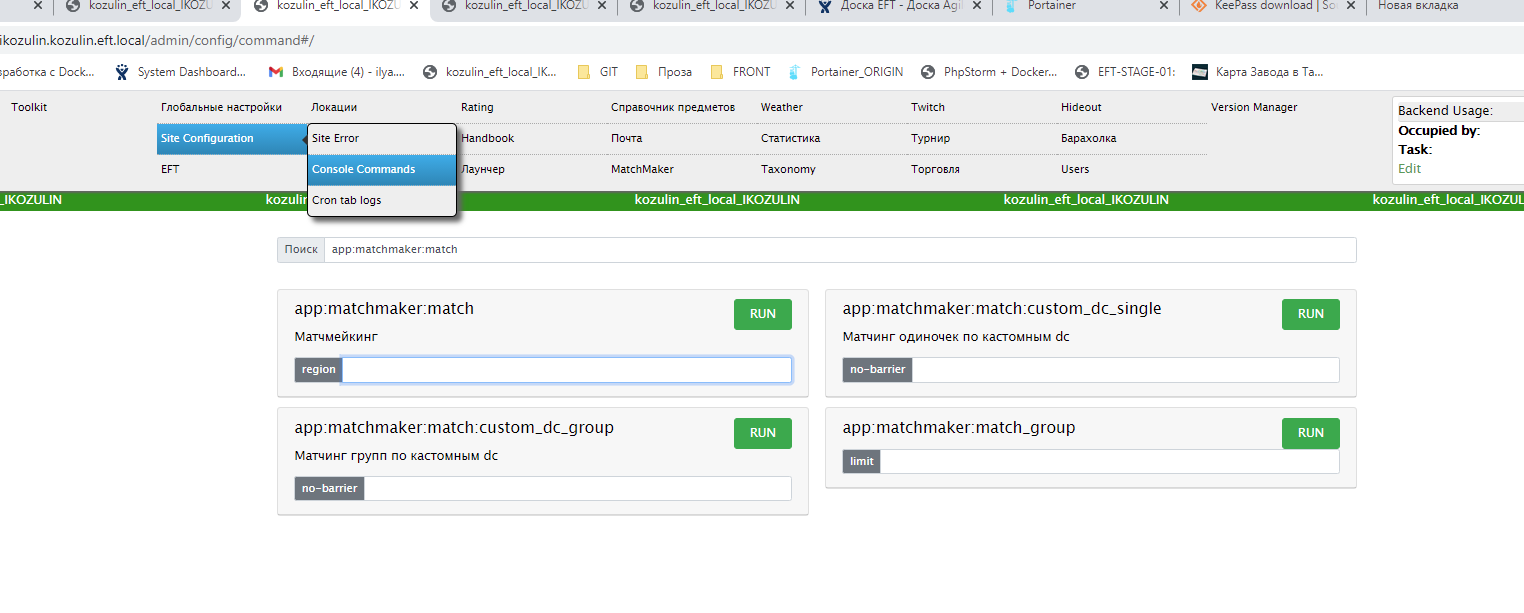 kozulin_eft_local_IKOZU kozulin_eft_local_IKOZU kozulin_eft_local_IKOZU kozulin_eft_local_IKOZU Доска EFT - Доска Agil Portainer KeePass download | So Новая вкладка
ikozulin.kozulin.eft.local/admin/config/command#/
зработка с Dock... System Dashboard... Входящие (4) - ilya.... kozulin_eft_local_IK... GIT Проза FRONT Portainer_ORIGIN PhpStorm + Docker... EFT-STAGE-01: Карта Завода в Та...
Toolkit Глобальные настройки Локации Rating Справочник предметов Weather Twitch Hideout Version Manager Backend Usage:
Site Configuration Site Error Handbook Почта Статистика Турнир Барахолка Occupied by:
Task:
EFT Console Commands Лаунчер MatchMaker Taxonomy Торговля Users Edit
Cron tab logs
_IKOZULIN kozulin kozulin_eft_local_IKOZULIN kozulin_eft_local_IKOZULIN kozulin_eft_local_IKOZUL
Поиск app:matchmaker:match
app:matchmaker:match RUN
Матчмейкинг
region
app:matchmaker:match:custom_dc_single RUN
Матчинг одиночек по кастомным dc
no-barrier
app:matchmaker:match:custom_dc_group RUN
Матчинг групп по кастомным dc
no-barrier
app:matchmaker:match_group RUN
limit